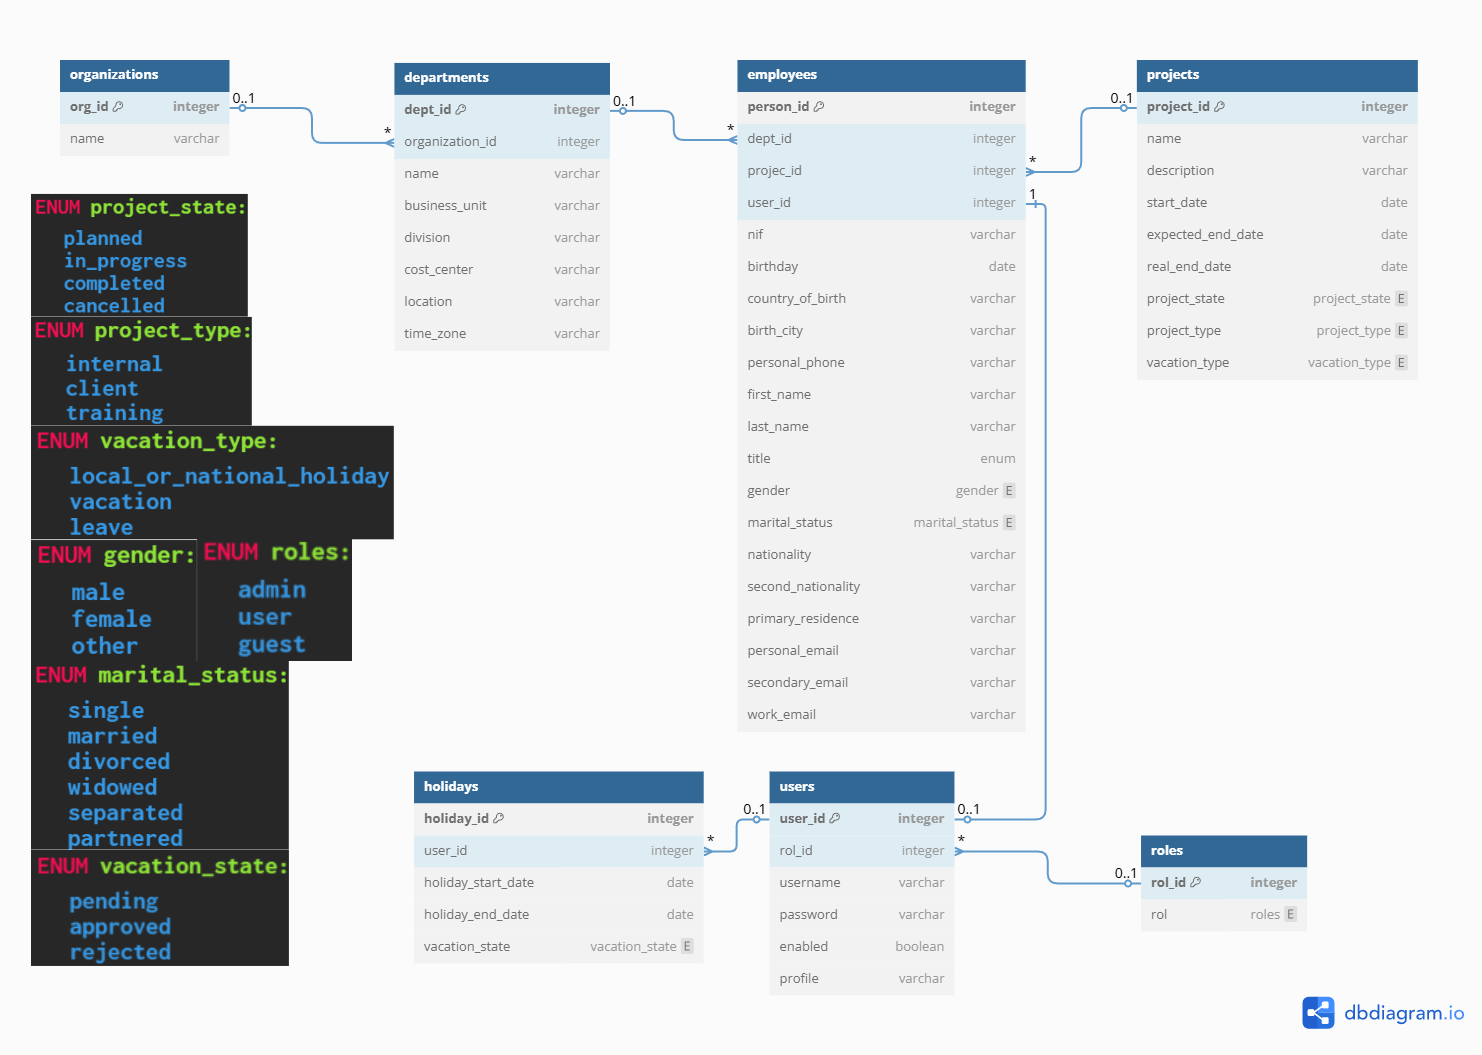 organizations
org_id integer
name varchar
0..1
*
departments
dept_id integer
organization_id integer
name varchar
business_unit varchar
division varchar
cost_center varchar
location varchar
time_zone varchar
0..1
*
employees
person_id integer
dept_id integer
projec_id integer
user_id integer
nif varchar
birthday date
country_of_birth varchar
birth_city varchar
personal_phone varchar
first_name varchar
last_name varchar
title enum
gender gender E
marital_status marital_status E
nationality varchar
second_nationality varchar
primary_residence varchar
personal_email varchar
secondary_email varchar
work_email varchar
*
1
0..1
projects
project_id integer
name varchar
description varchar
start_date date
expected_end_date date
real_end_date date
project_state project_state E
project_type project_type E
vacation_type vacation_type E
ENUM project_state:
planned
in_progress
completed
cancelled
ENUM project_type:
internal
client
training
ENUM vacation_type:
local_or_national_holiday
vacation
leave
ENUM gender:
male
female
other
ENUM roles:
admin
user
guest
ENUM marital_status:
single
married
divorced
widowed
separated
partnered
ENUM vacation_state:
pending
approved
rejected
holidays
holiday_id integer
user_id integer
holiday_start_date date
holiday_end_date date
vacation_state vacation_state E
*
0..1
users
user_id integer
rol_id integer
username varchar
password varchar
enabled boolean
profile varchar
0..1
*
0..1
roles
rol_id integer
rol roles E
dbdiagram.io